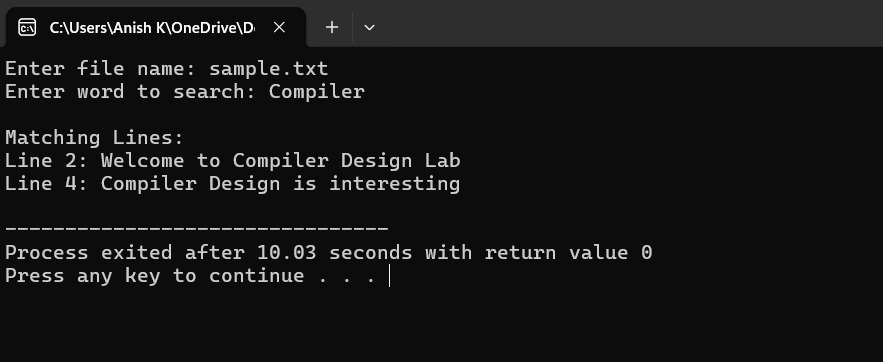 C:\Users\Anish K\OneDrive\D
Enter file name: sample.txt
Enter word to search: Compiler
Matching Lines:
Line 2: Welcome to Compiler Design Lab
Line 4: Compiler Design is interesting
--------------------------------
Process exited after 10.03 seconds with return value 0
Press any key to continue . . .